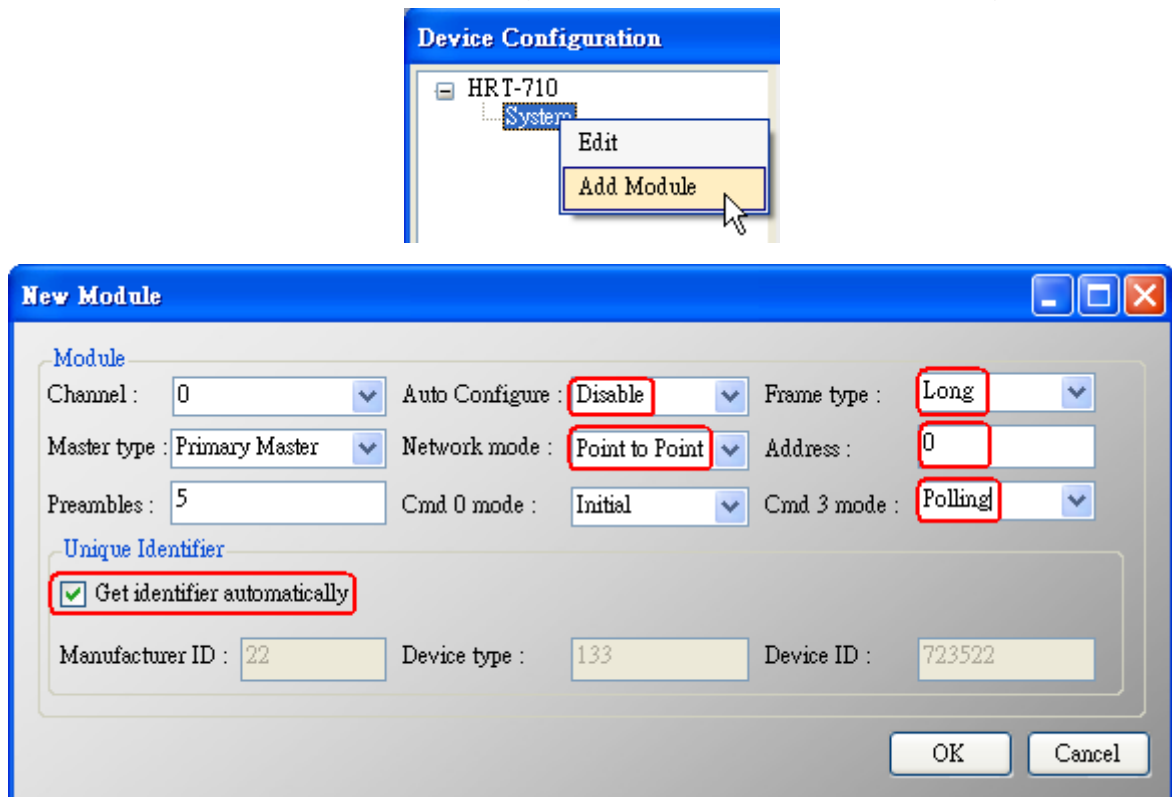 Device Configuration
HRT-710
System
Edit
Add Module
New Module
Module
Channel : 0 Auto Configure : Disable Frame type : Long
Master type : Primary Master Network mode : Point to Point Address : 0
Preambles : 5 Cmd 0 mode : Initial Cmd 3 mode : Polling
Unique Identifier
Get identifier automatically
Manufacturer ID : 22 Device type : 133 Device ID : 723522
OK Cancel